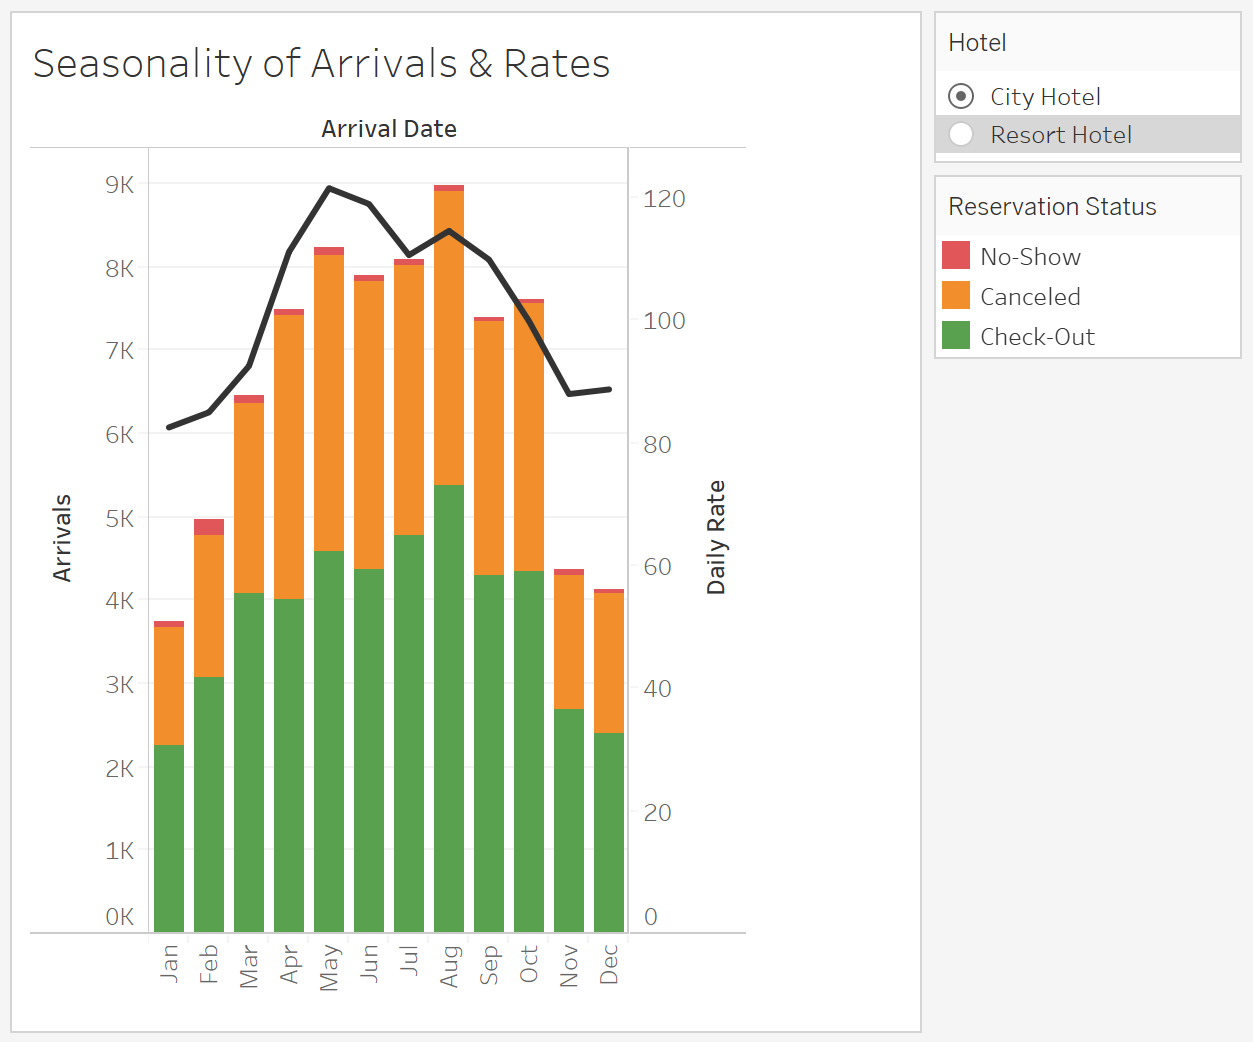 Seasonality of Arrivals & Rates
Arrival Date
Arrivals
9K
8K
7K
6K
5K
4K
3K
2K
1K
0K
120
100
80
60
40
20
0
Daily Rate
Jan
Feb
Mar
Apr
May
Jun
Jul
Aug
Sep
Oct
Nov
Dec
Hotel
City Hotel
Resort Hotel
Reservation Status
No-Show
Canceled
Check-Out